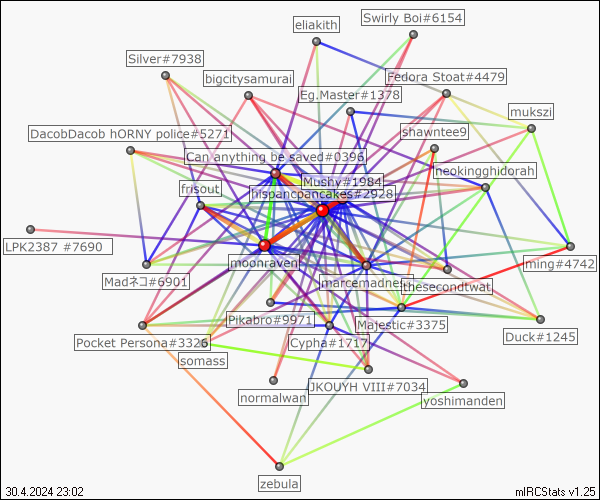 Swirly Boi#6154
eliakith
Silver#7938
bigcitysamurai
Fedora Stoat#4479
Eg.Master#1378
mukszi
DacobDacob hORNY police#5271
shawntee9
Can anything be saved#0396
neokingghidorah
Mushy#1984
frisout
hispancpancakes#2928
LPK2387 #7690
moonraven
ming#4742
Madネコ#6901
marcemadnes
thesecondtwat
Pikabro#9971
Majestic#3375
Duck#1245
Pocket Persona#3326
Cypha#1717
somass
JKOUYH VIII#7034
normalwan
yoshimanden
zebula
30.4.2024 23:02
mIRCStats v1.25